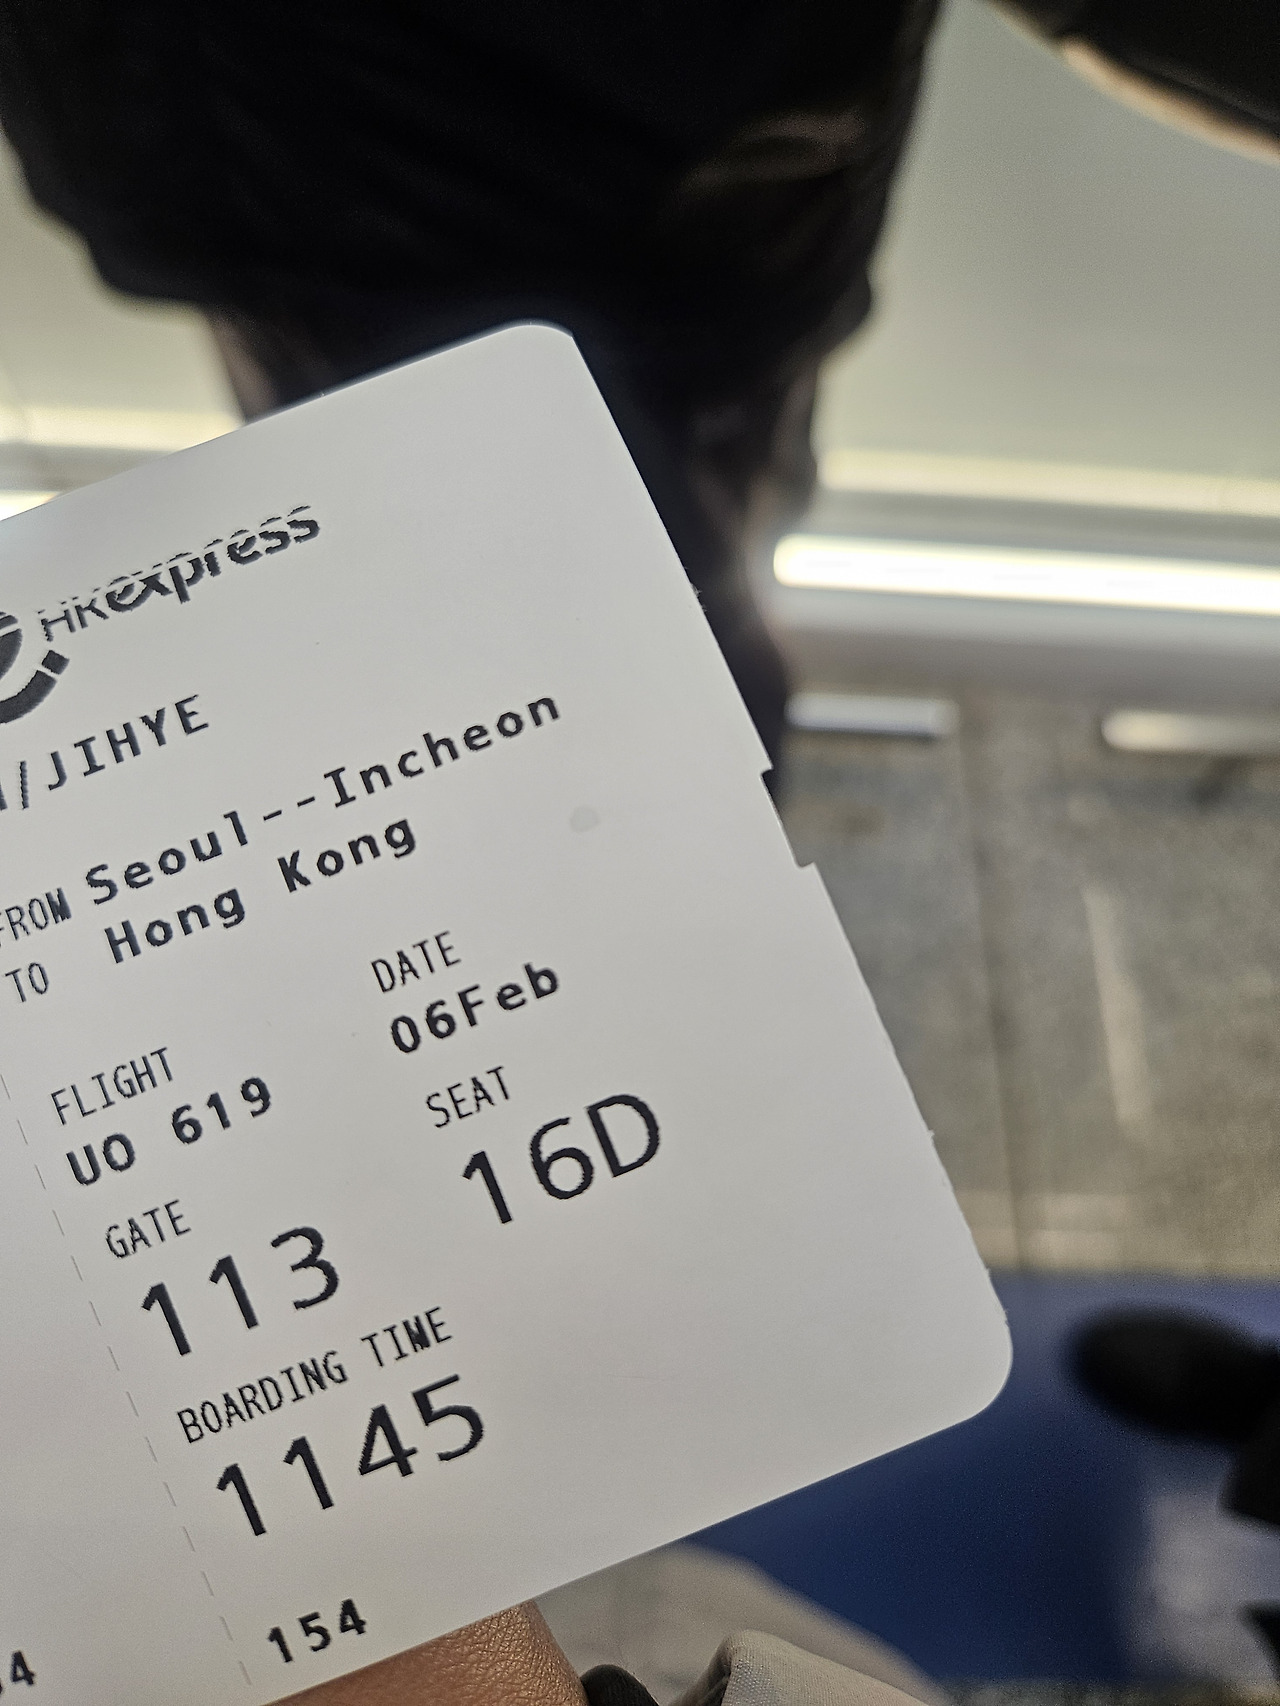 HKexpress
/JIHYE
FROM Seoul--Incheon
TO Hong Kong
DATE
06Feb
FLIGHT
UO 619
SEAT
16D
GATE
113
BOARDING TIME
1145
154
4